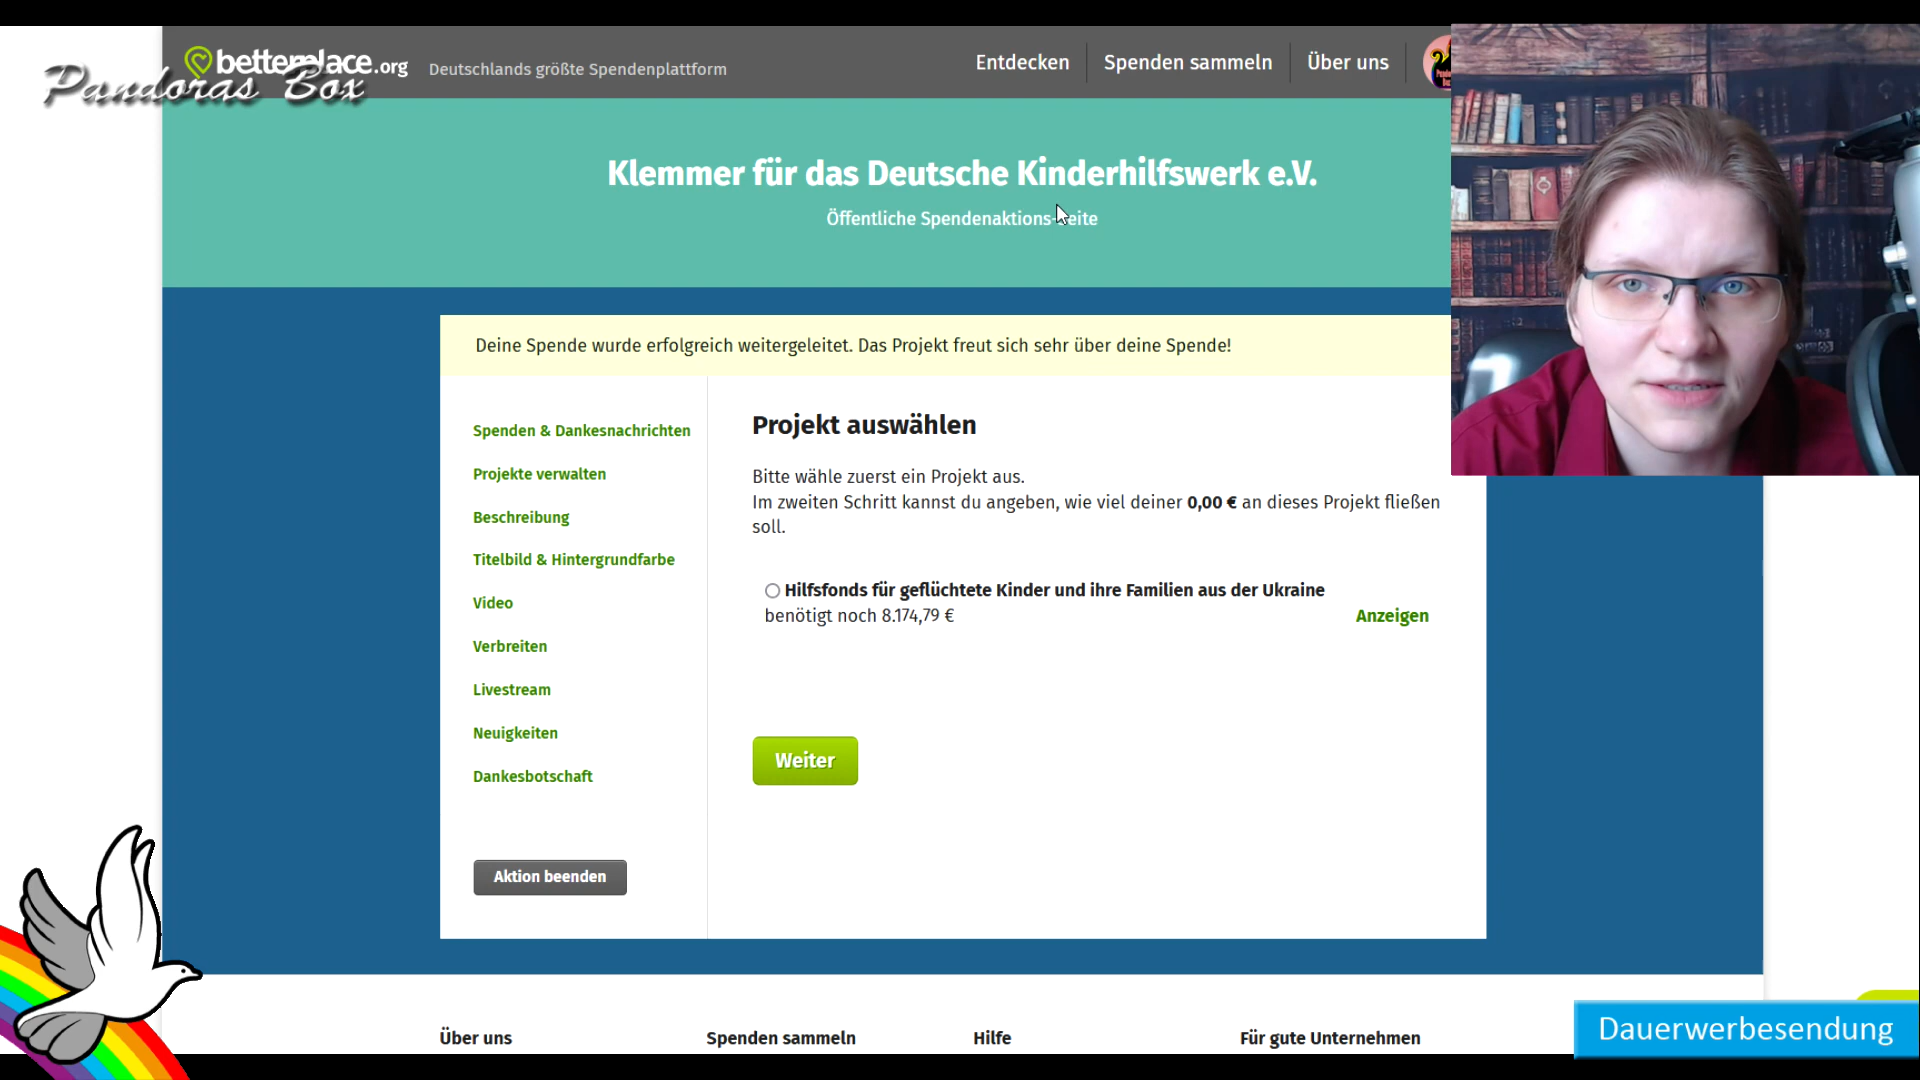 betterplace.org
Deutschlands größte Spendenplattform
Entdecken
Spenden sammeln
Über uns
Pandoras Box
Klemmer für das Deutsche Kinderhilfswerk e.V.
Öffentliche Spendenaktions-Seite
Deine Spende wurde erfolgreich weitergeleitet. Das Projekt freut sich sehr über deine Spende!
Spenden & Dankesnachrichten
Projekte verwalten
Beschreibung
Titelbild & Hintergrundfarbe
Video
Verbreiten
Livestream
Neuigkeiten
Dankesbotschaft
Aktion beenden
Projekt auswählen
Bitte wähle zuerst ein Projekt aus.
Im zweiten Schritt kannst du angeben, wie viel deiner 0,00 € an dieses Projekt fließen
soll.
Hilfsfonds für geflüchtete Kinder und ihre Familien aus der Ukraine
benötigt noch 8.174,79 €
Anzeigen
Weiter
Über uns
Spenden sammeln
Hilfe
Für gute Unternehmen
Dauerwerbesendung